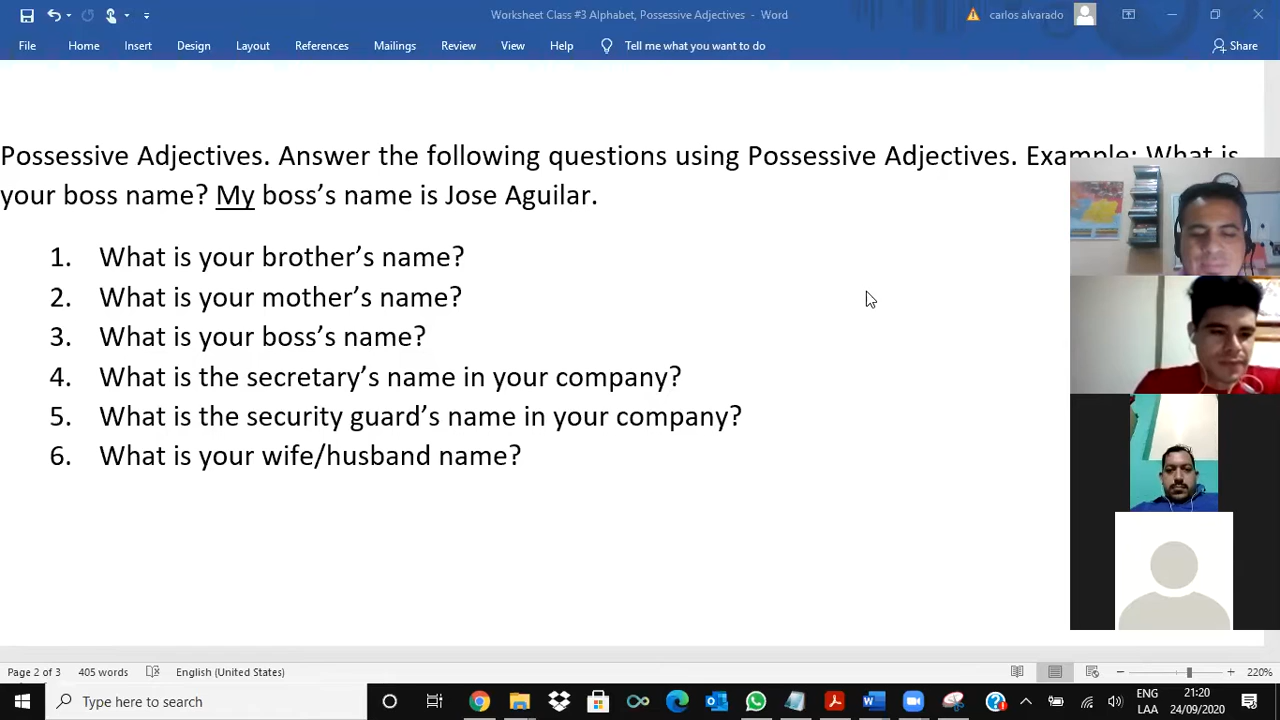 Worksheet Class #3 Alphabet, Possessive Adjectives - Word
carlos alvarado
File Home Insert Design Layout References Mailings Review View Help Tell me what you want to do Share
Possessive Adjectives. Answer the following questions using Possessive Adjectives. Example: What is
your boss name? My boss’s name is Jose Aguilar.
1. What is your brother’s name?
2. What is your mother’s name?
3. What is your boss’s name?
4. What is the secretary’s name in your company?
5. What is the security guard’s name in your company?
6. What is your wife/husband name?
Page 2 of 3 405 words English (United States) 220%
Type here to search
ENG 21:20
LAA 24/09/2020